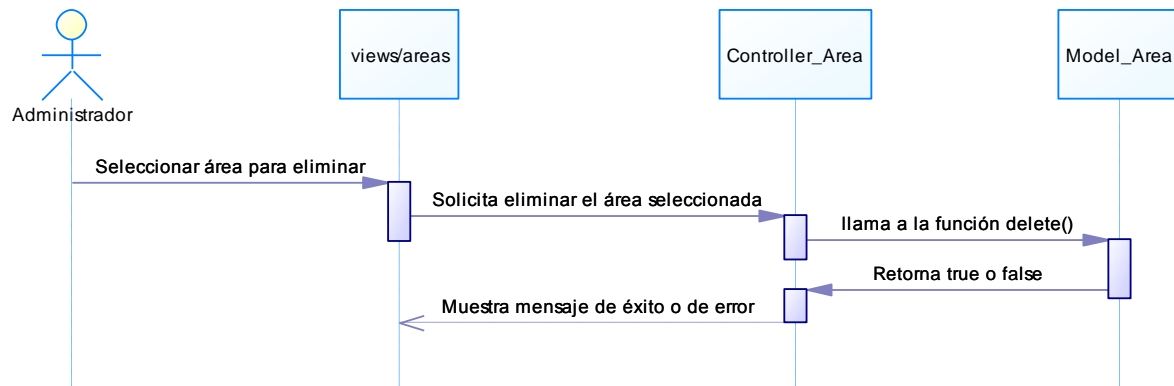 views/areas
Controller_Area
Model_Area
Administrador
Seleccionar área para eliminar
Solicita eliminar el área seleccionada
llama a la función delete()
Retorna true o false
Muestra mensaje de éxito o de error